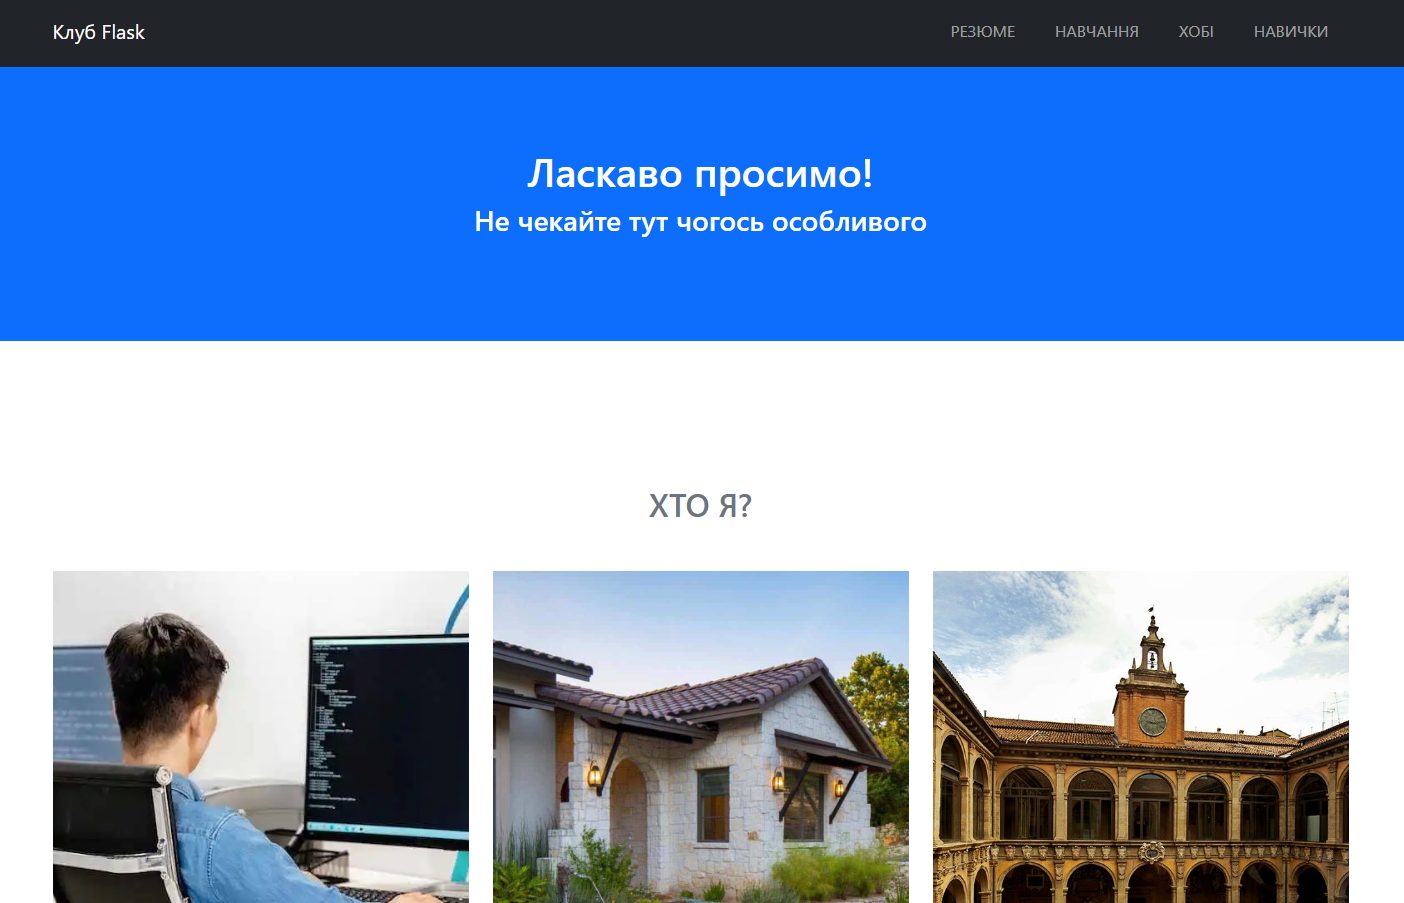 Клуб Flask
РЕЗЮМЕ НАВЧАННЯ ХОБІ НАВИЧКИ
Ласкаво просимо!
Не чекайте тут чогось особливого
ХТО Я?